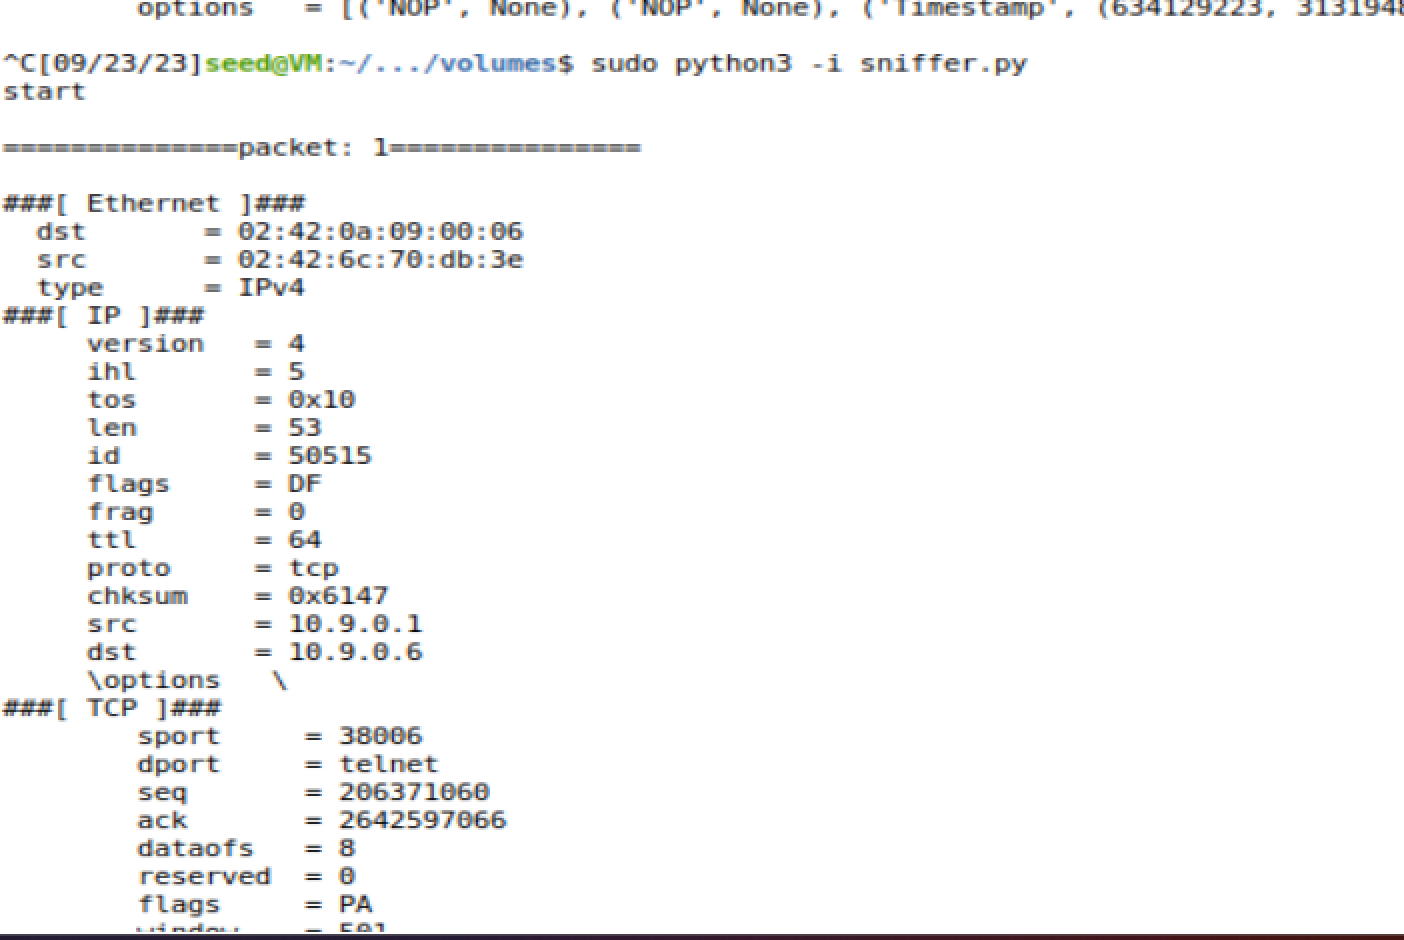 options   = [('NOP', None), ('NOP', None), ('Timestamp', (634129223, 3131948
^C[09/23/23]seed@VM:~/.../volumes$ sudo python3 -i sniffer.py
start
==============packet: 1===============
###[ Ethernet ]###
  dst       = 02:42:0a:09:00:06
  src       = 02:42:6c:70:db:3e
  type      = IPv4
###[ IP ]###
     version   = 4
     ihl       = 5
     tos       = 0x10
     len       = 53
     id        = 50515
     flags     = DF
     frag      = 0
     ttl       = 64
     proto     = tcp
     chksum    = 0x6147
     src       = 10.9.0.1
     dst       = 10.9.0.6
     \options   \
###[ TCP ]###
        sport     = 38006
        dport     = telnet
        seq       = 206371060
        ack       = 2642597066
        dataofs   = 8
        reserved  = 0
        flags     = PA
        window    = 501